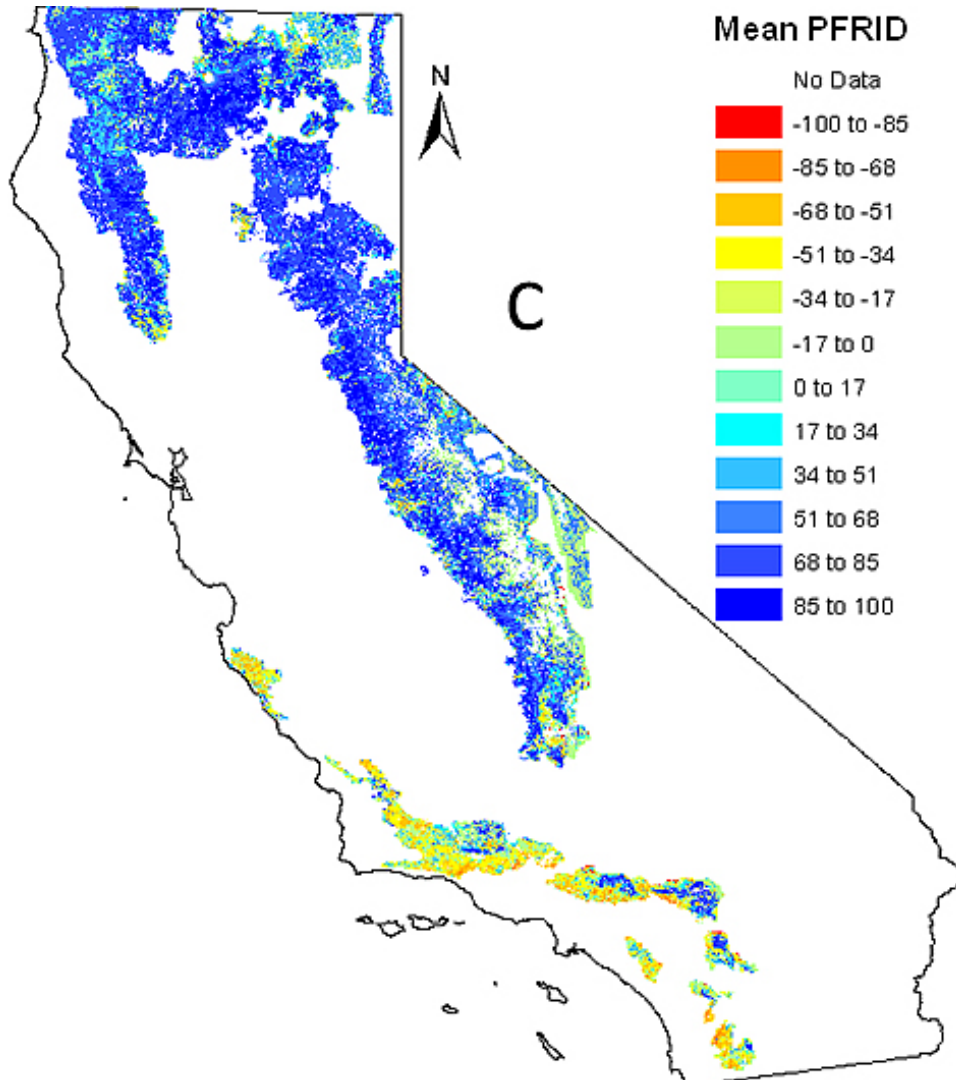 Mean PFRID
No Data
N
-100 to -85
-85 to -68
-68 to -51
-51 to -34
C
-34 to -17
-17 to 0
0 to 17
17 to 34
34 to 51
51 to 68
68 to 85
85 to 100